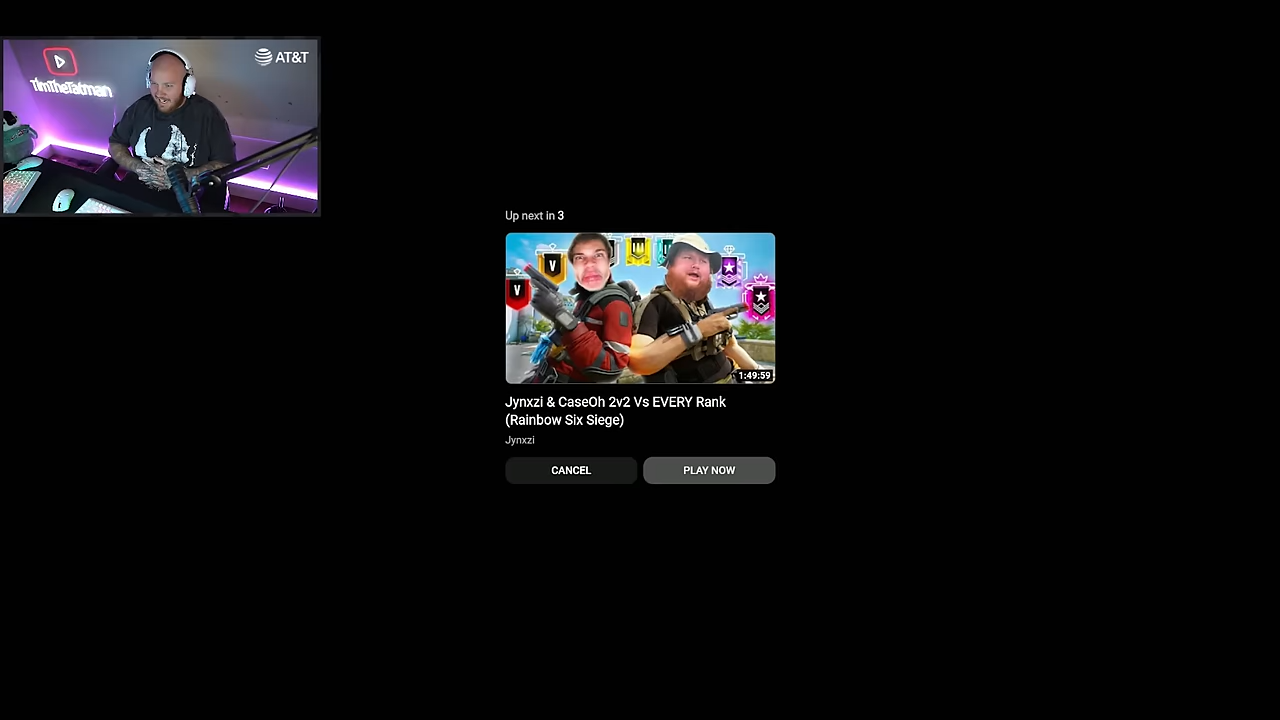 TimTheTatman
AT&T
Up next in 3
V
V
1:49:59
Jynxzi & CaseOh 2v2 Vs EVERY Rank
(Rainbow Six Siege)
Jynxzi
CANCEL
PLAY NOW